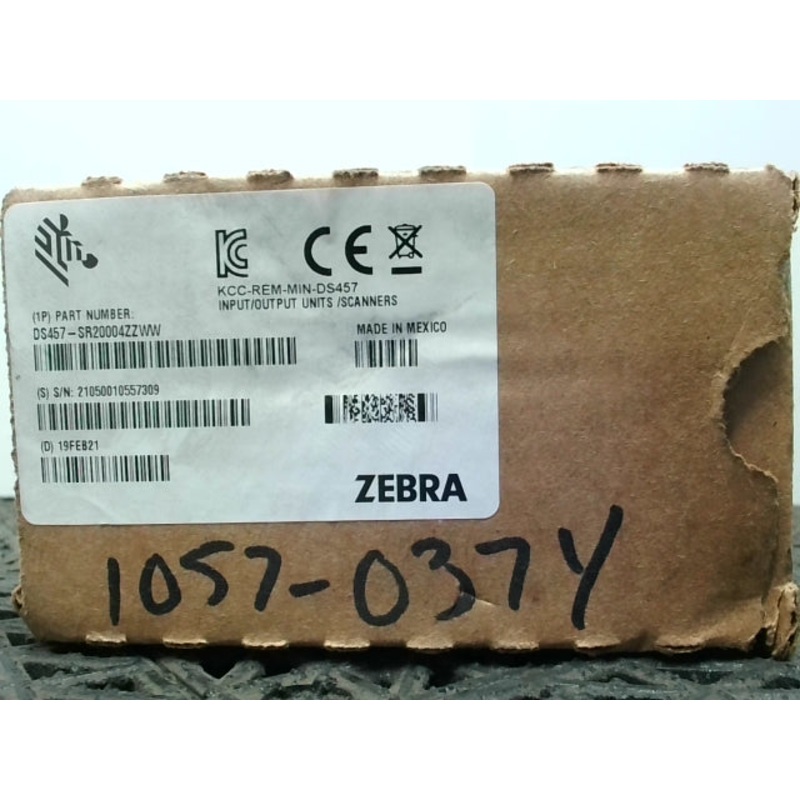 KCC-REM-MIN-DS457
INPUT/OUTPUT UNITS /SCANNERS
(1P) PART NUMBER:
DS457-SR20004ZZWW
MADE IN MEXICO
(S) S/N: 21050010557309
(D) 19FEB21
ZEBRA
1057-037Y